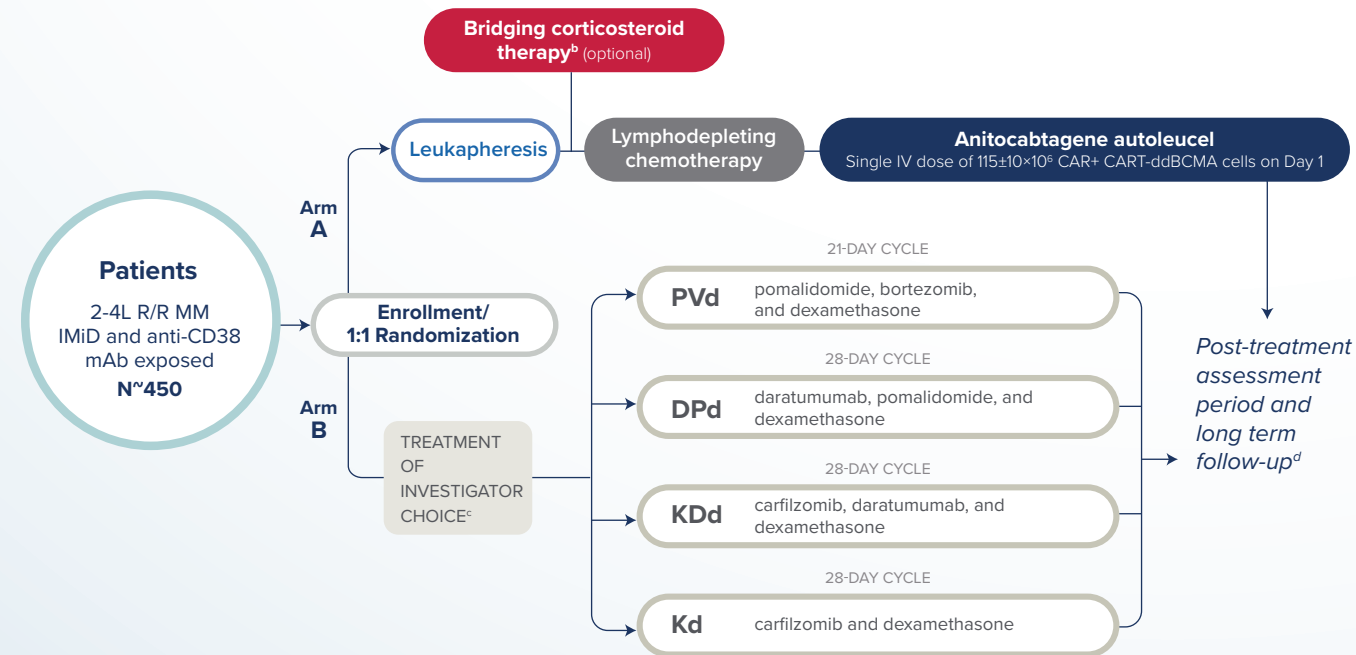 Bridging corticosteroid
therapyᵇ (optional)
Leukapheresis
Lymphodepleting
chemotherapy
Anitocabtagene autoleucel
Single IV dose of 115±10×10⁶ CAR+ CART-ddBCMA cells on Day 1
Arm
A
Patients
2-4L R/R MM
IMiD and anti-CD38
mAb exposed
N~450
Enrollment/
1:1 Randomization
Arm
B
TREATMENT
OF
INVESTIGATOR
CHOICEᶜ
21-DAY CYCLE
PVd pomalidomide, bortezomib,
and dexamethasone
28-DAY CYCLE
DPd daratumumab, pomalidomide, and
dexamethasone
28-DAY CYCLE
KDd carfilzomib, daratumumab, and
dexamethasone
28-DAY CYCLE
Kd carfilzomib and dexamethasone
Post-treatment
assessment
period and
long term
follow-upᵈ